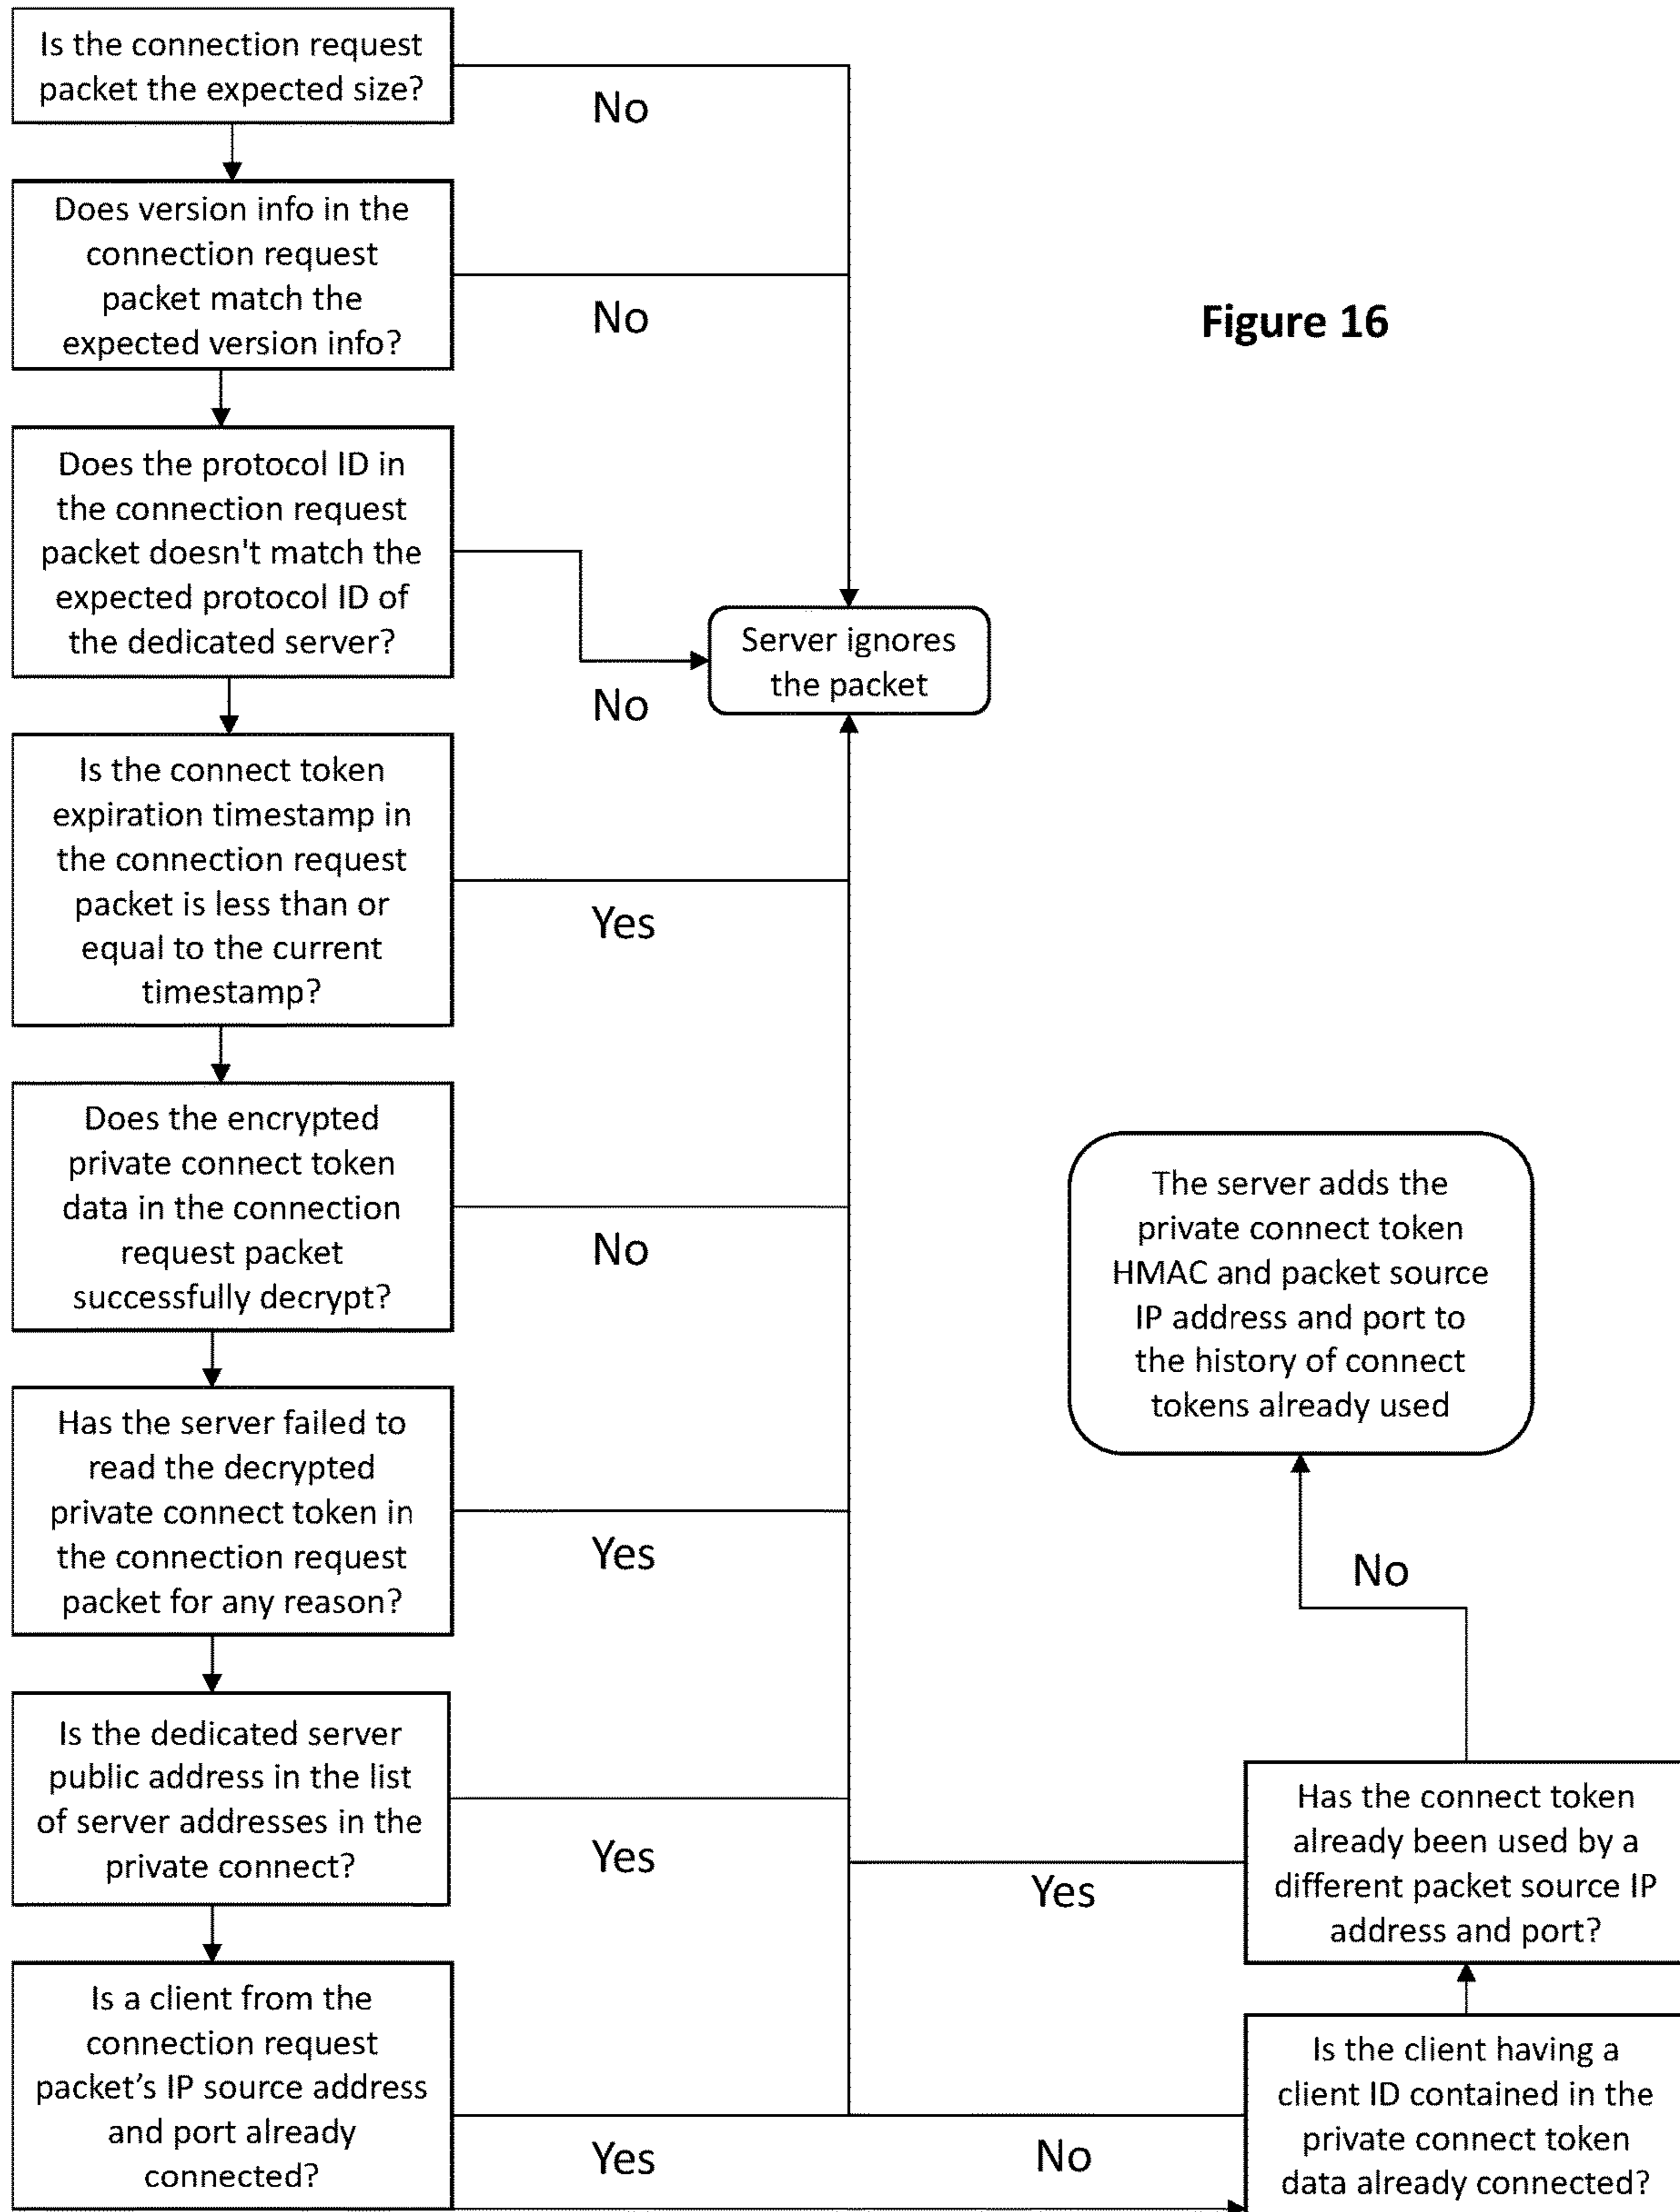 Is the connection request
packet the expected size?
No
Does version info in the
connection request
packet match the
expected version info?
No
Figure 16
Does the protocol ID in
the connection request
packet doesn't match the
expected protocol ID of
the dedicated server?
No
Server ignores
the packet
Is the connect token
expiration timestamp in
the connection request
packet is less than or
equal to the current
timestamp?
Yes
Does the encrypted
private connect token
data in the connection
request packet
successfully decrypt?
No
Has the server failed to
read the decrypted
private connect token in
the connection request
packet for any reason?
Yes
Is the dedicated server
public address in the list
of server addresses in the
private connect?
Yes
Is a client from the
connection request
packet's IP source address
and port already
connected?
Yes
No
Is the client having a
client ID contained in the
private connect token
data already connected?
Has the connect token
already been used by a
different packet source IP
address and port?
Yes
No
The server adds the
private connect token
HMAC and packet source
IP address and port to
the history of connect
tokens already used